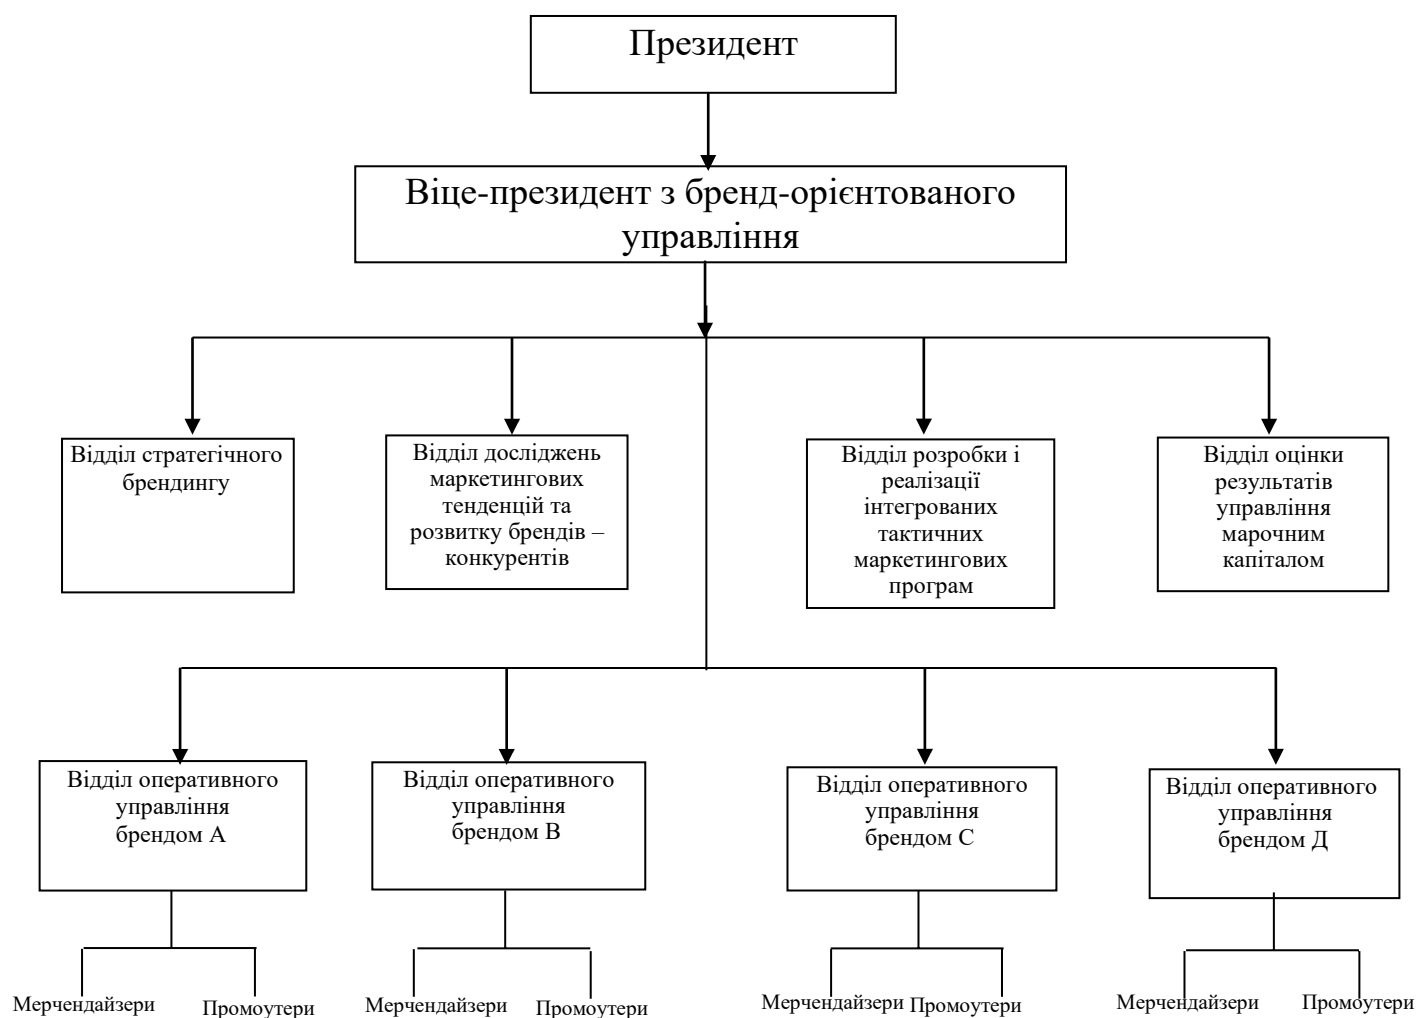 Президент
Віце-президент з бренд-орієнтованого
управління
Відділ стратегічного
брендингу
Відділ досліджень
маркетингових
тенденцій та
розвитку брендів –
конкурентів
Відділ розробки і
реалізації
інтегрованих
тактичних
маркетингових
програм
Відділ оцінки
результатів
управління
марочним
капіталом
Відділ оперативного
управління
брендом А
Відділ оперативного
управління
брендом В
Відділ оперативного
управління
брендом С
Відділ оперативного
управління
брендом Д
Мерчендайзери
Промоутери
Мерчендайзери
Промоутери
Мерчендайзери
Промоутери
Мерчендайзери
Промоутери